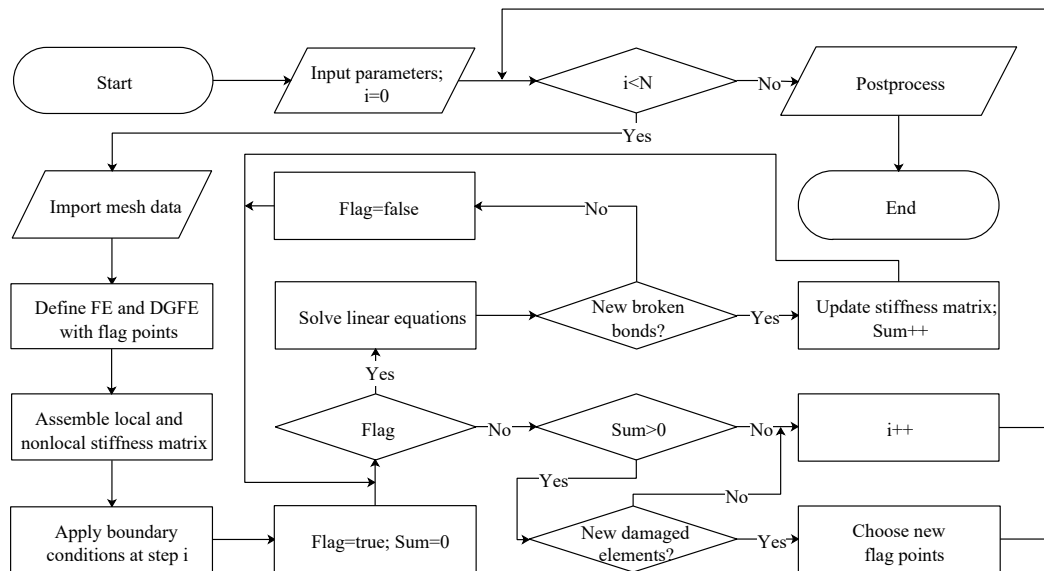 Start
Input parameters;
i=0
i<N
No
Postprocess
Yes
Import mesh data
Flag=false
No
End
Define FE and DGFE
with flag points
Solve linear equations
New broken
bonds?
Yes
Update stiffness matrix;
Sum++
Yes
Assemble local and
nonlocal stiffness matrix
Flag
No
Sum>0
No
i++
Yes
No
Apply boundary
conditions at step i
Flag=true; Sum=0
New damaged
elements?
Yes
Choose new
flag points